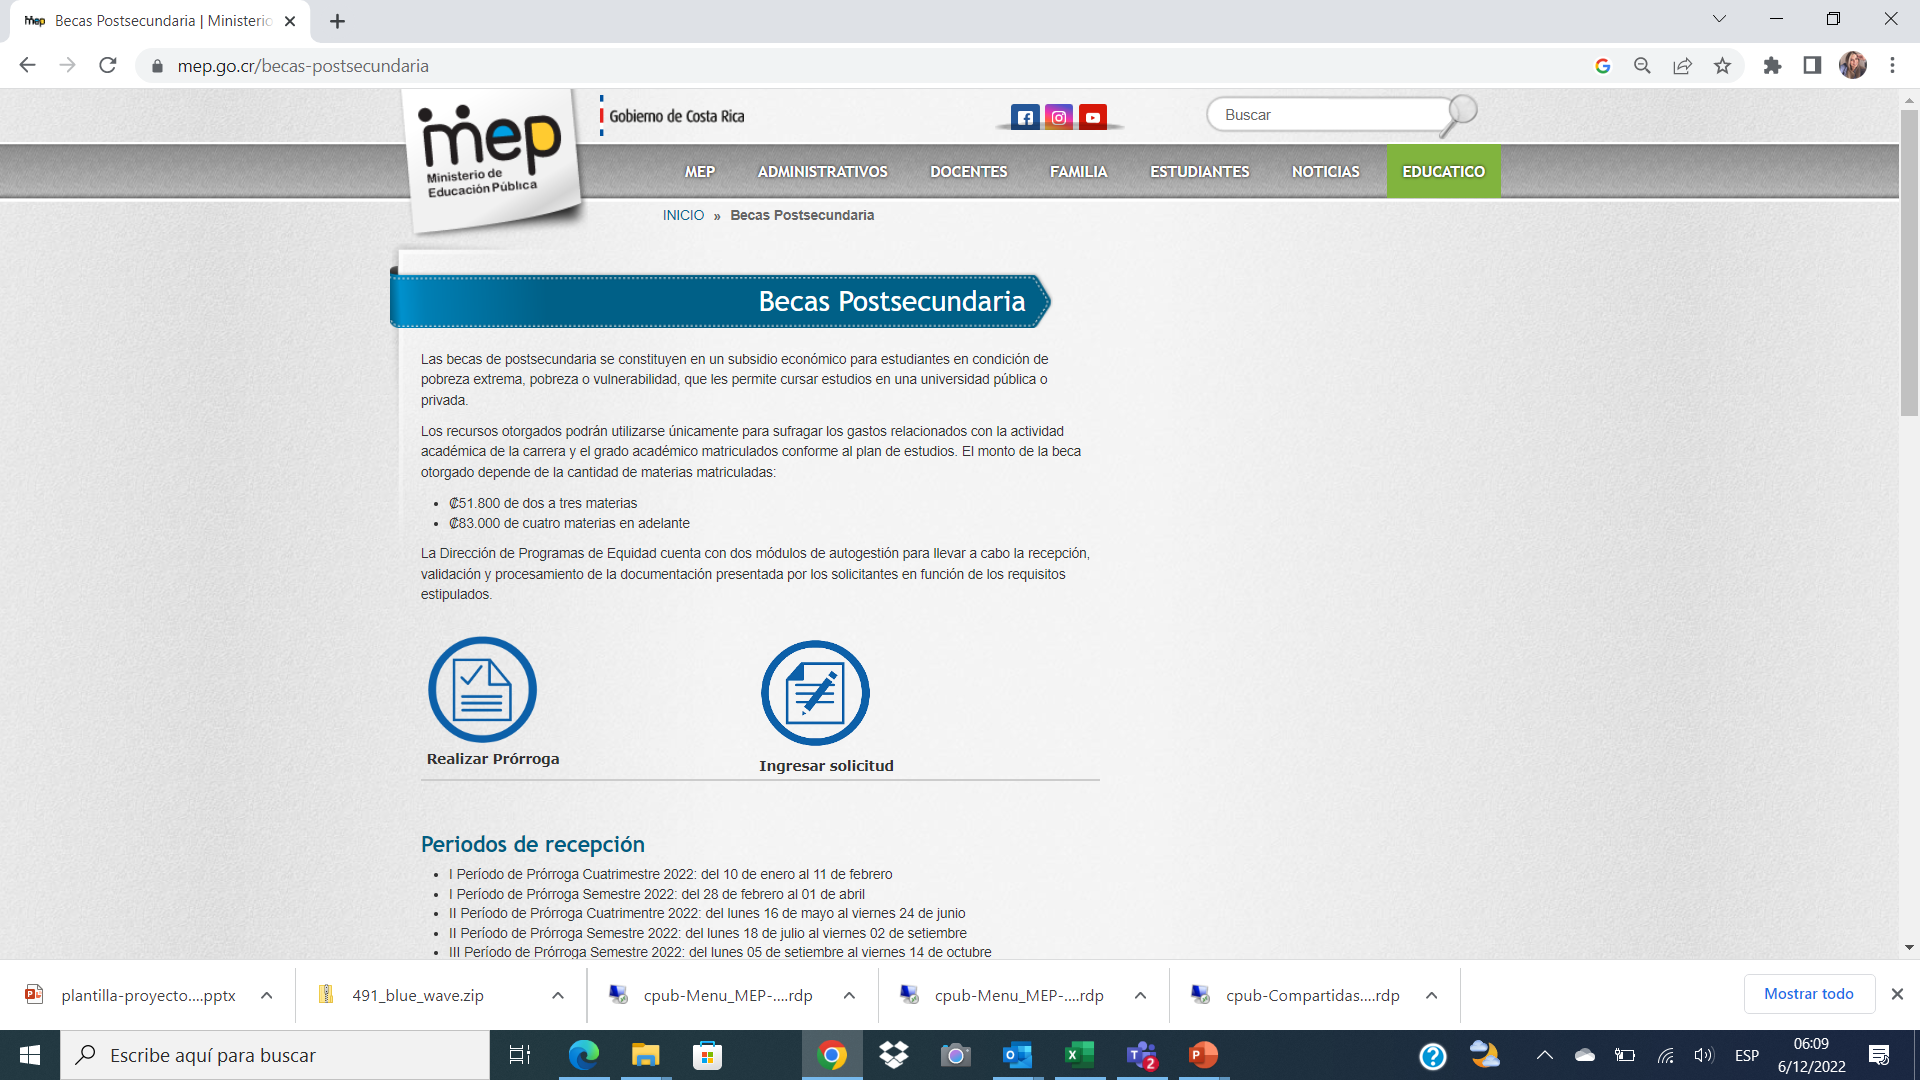 mep Becas Postsecundaria | Ministerio
mep.go.cr/becas-postsecundaria
mep
Ministerio de
Educación Pública
Gobierno de Costa Rica
Buscar
MEP ADMINISTRATIVOS DOCENTES FAMILIA ESTUDIANTES NOTICIAS EDUCATICO
INICIO » Becas Postsecundaria
Becas Postsecundaria
Las becas de postsecundaria se constituyen en un subsidio económico para estudiantes en condición de
pobreza extrema, pobreza o vulnerabilidad, que les permite cursar estudios en una universidad pública o
privada.
Los recursos otorgados podrán utilizarse únicamente para sufragar los gastos relacionados con la actividad
académica de la carrera y el grado académico matriculados conforme al plan de estudios. El monto de la beca
otorgado depende de la cantidad de materias matriculadas:
• ₡51.800 de dos a tres materias
• ₡83.000 de cuatro materias en adelante
La Dirección de Programas de Equidad cuenta con dos módulos de autogestión para llevar a cabo la recepción,
validación y procesamiento de la documentación presentada por los solicitantes en función de los requisitos
estipulados.
Realizar Prórroga
Ingresar solicitud
Periodos de recepción
• I Período de Prórroga Cuatrimestre 2022: del 10 de enero al 11 de febrero
• I Período de Prórroga Semestre 2022: del 28 de febrero al 01 de abril
• II Período de Prórroga Cuatrimentre 2022: del lunes 16 de mayo al viernes 24 de junio
• II Período de Prórroga Semestre 2022: del lunes 18 de julio al viernes 02 de setiembre
• III Período de Prórroga Semestre 2022: del lunes 05 de setiembre al viernes 14 de octubre
plantilla-proyecto....pptx 491_blue_wave.zip cpub-Menu_MEP-....rdp cpub-Menu_MEP-....rdp cpub-Compartidas....rdp Mostrar todo
Escribe aquí para buscar
2
ESP
06:09
6/12/2022